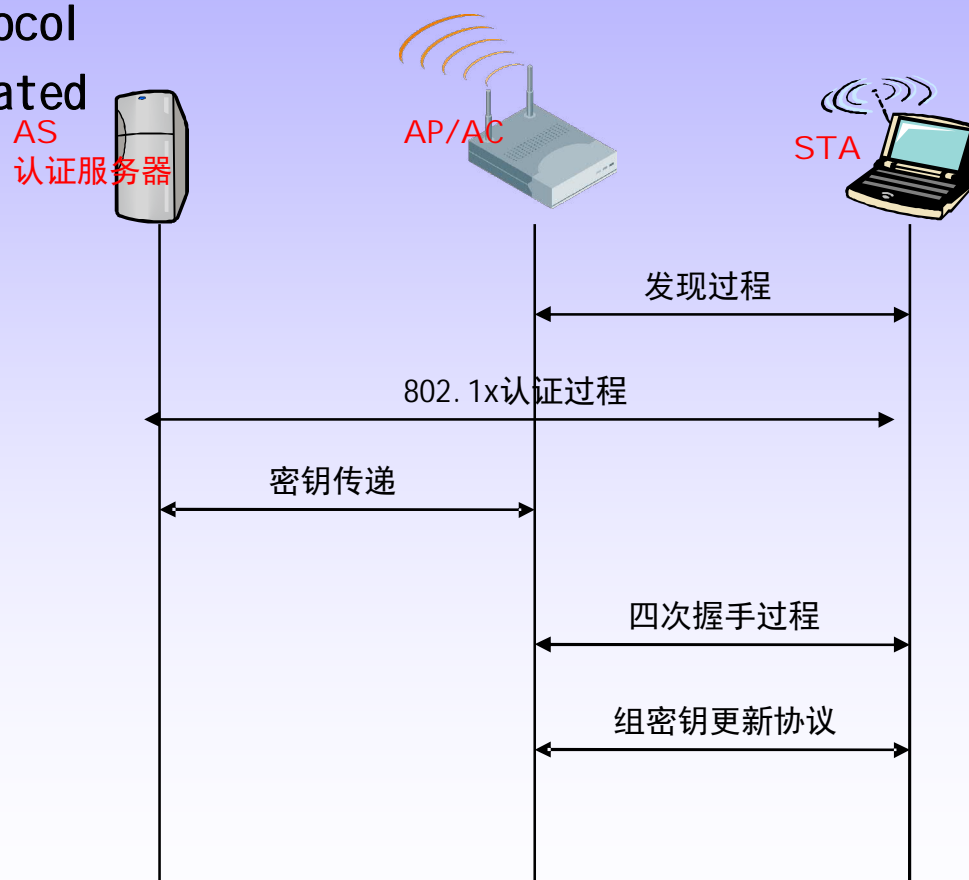 ocol
ated
AS
认证服务器
AP/AC
STA
发现过程
802.1x认证过程
密钥传递
四次握手过程
组密钥更新协议